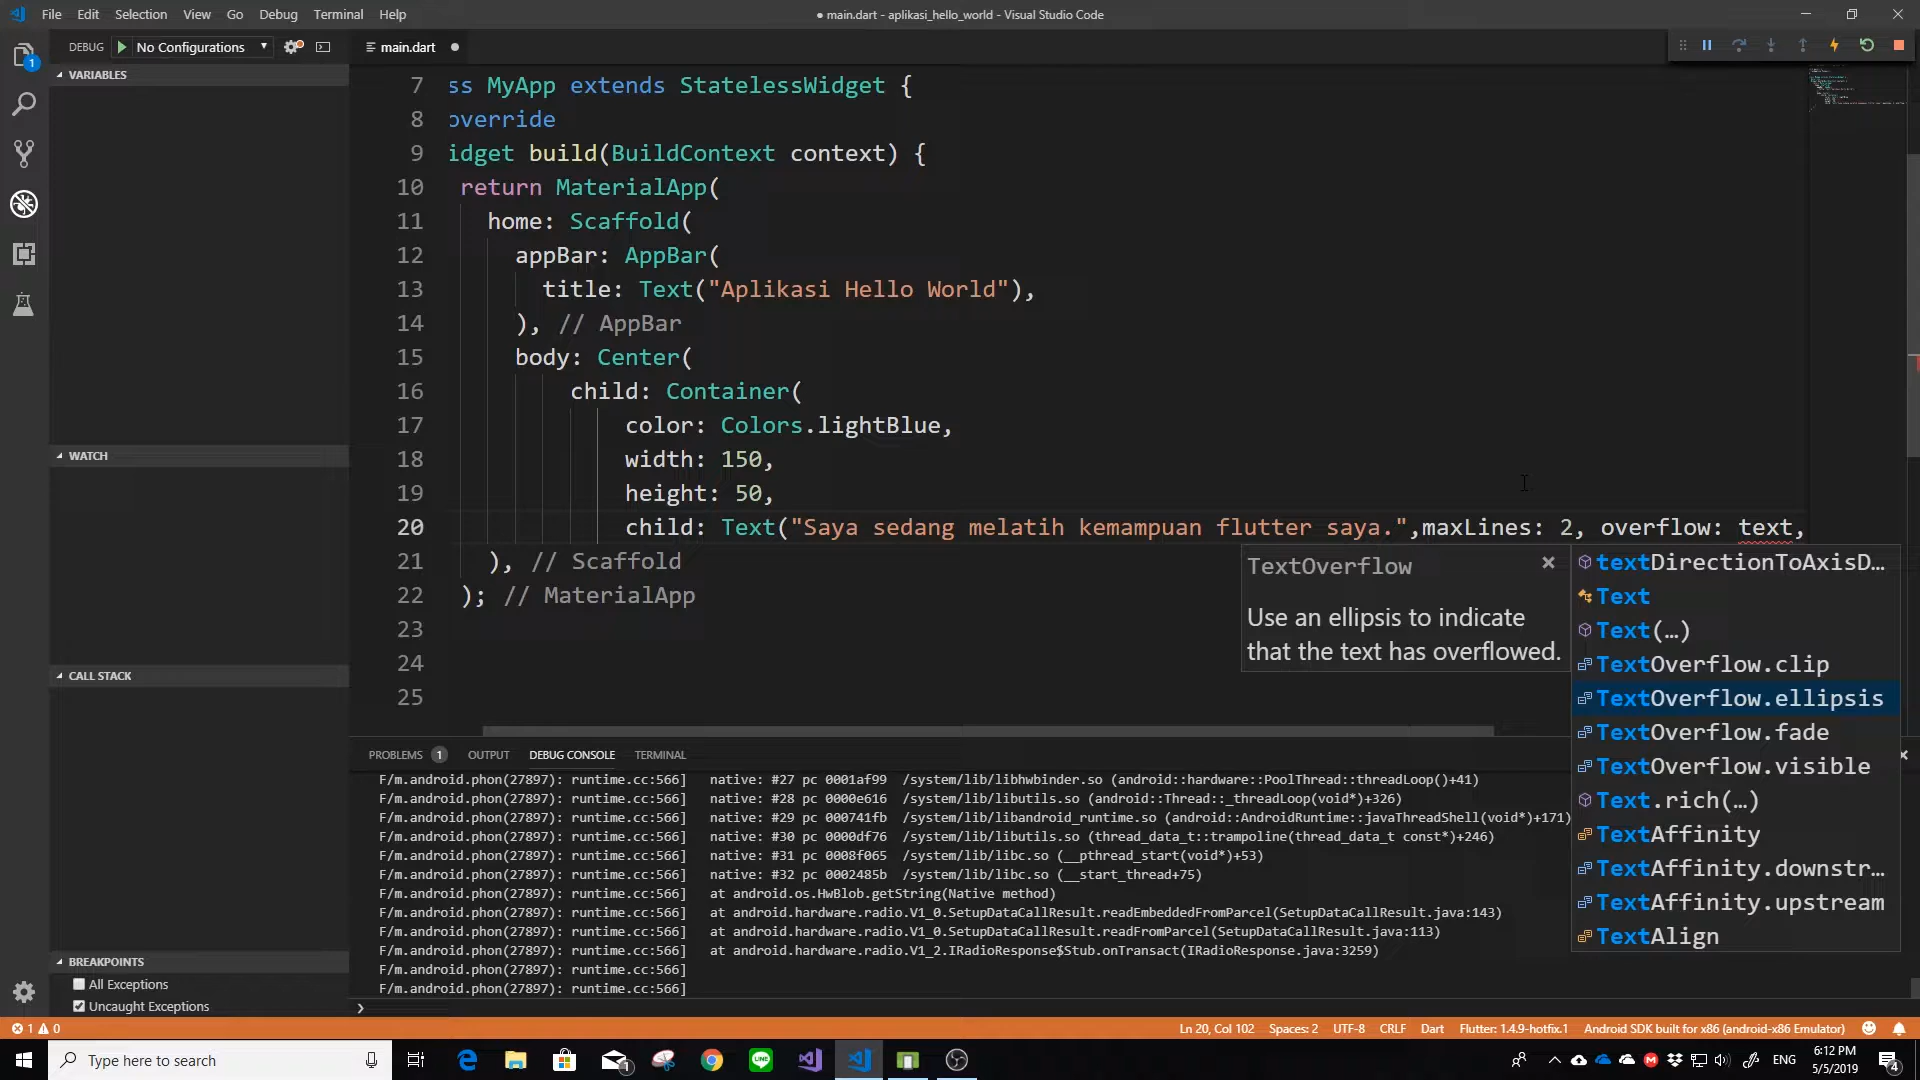 File Edit Selection View Go Debug Terminal Help
● main.dart - aplikasi_hello_world - Visual Studio Code
DEBUG No Configurations
main.dart
1
VARIABLES
WATCH
CALL STACK
BREAKPOINTS
All Exceptions
Uncaught Exceptions
7 ss MyApp extends StatelessWidget {
8 override
9 idget build(BuildContext context) {
10 return MaterialApp(
11 home: Scaffold(
12 appBar: AppBar(
13 title: Text("Aplikasi Hello World"),
14 ), // AppBar
15 body: Center(
16 child: Container(
17 color: Colors.lightBlue,
18 width: 150,
19 height: 50,
20 child: Text("Saya sedang melatih kemampuan flutter saya.",maxLines: 2, overflow: text,
21 ), // Scaffold
22 ); // MaterialApp
23
24
25
TextOverflow
Use an ellipsis to indicate
that the text has overflowed.
textDirectionToAxisD…
Text
Text(…)
TextOverflow.clip
TextOverflow.ellipsis
TextOverflow.fade
TextOverflow.visible
Text.rich(…)
TextAffinity
TextAffinity.downstr…
TextAffinity.upstream
TextAlign
PROBLEMS 1 OUTPUT DEBUG CONSOLE TERMINAL
F/m.android.phon(27897): runtime.cc:566] native: #27 pc 0001af99 /system/lib/libhwbinder.so (android::hardware::PoolThread::threadLoop()+41)
F/m.android.phon(27897): runtime.cc:566] native: #28 pc 0000e616 /system/lib/libutils.so (android::Thread::_threadLoop(void*)+326)
F/m.android.phon(27897): runtime.cc:566] native: #29 pc 000741fb /system/lib/libandroid_runtime.so (android::AndroidRuntime::javaThreadShell(void*)+171)
F/m.android.phon(27897): runtime.cc:566] native: #30 pc 0000df76 /system/lib/libutils.so (thread_data_t::trampoline(thread_data_t const*)+246)
F/m.android.phon(27897): runtime.cc:566] native: #31 pc 0008f065 /system/lib/libc.so (__pthread_start(void*)+53)
F/m.android.phon(27897): runtime.cc:566] native: #32 pc 0002485b /system/lib/libc.so (__start_thread+75)
F/m.android.phon(27897): runtime.cc:566] at android.os.HwBlob.getString(Native method)
F/m.android.phon(27897): runtime.cc:566] at android.hardware.radio.V1_0.SetupDataCallResult.readEmbeddedFromParcel(SetupDataCallResult.java:143)
F/m.android.phon(27897): runtime.cc:566] at android.hardware.radio.V1_0.SetupDataCallResult.readFromParcel(SetupDataCallResult.java:113)
F/m.android.phon(27897): runtime.cc:566] at android.hardware.radio.V1_2.IRadioResponse$Stub.onTransact(IRadioResponse.java:3259)
F/m.android.phon(27897): runtime.cc:566]
F/m.android.phon(27897): runtime.cc:566]
1 0
Ln 20, Col 102 Spaces: 2 UTF-8 CRLF Dart Flutter: 1.4.9-hotfix.1 Android SDK built for x86 (android-x86 Emulator)
Type here to search
1
LINE
ENG
6:12 PM
5/5/2019
4